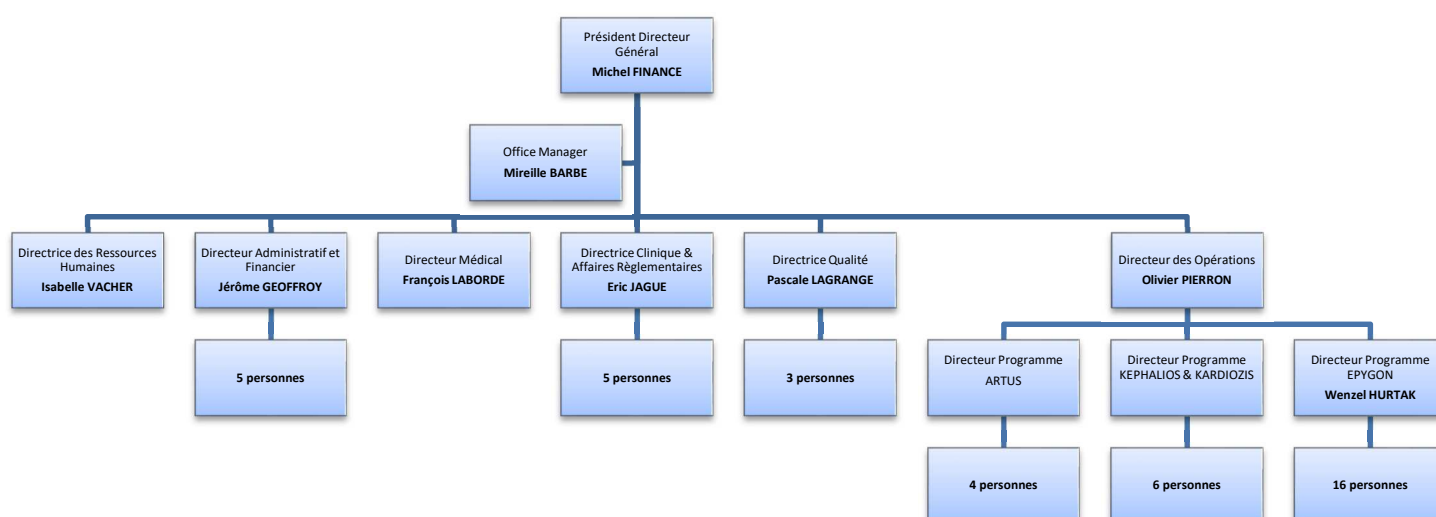 Président Directeur
Général
Michel FINANCE
Office Manager
Mireille BARBE
Directrice des Ressources
Humaines
Isabelle VACHER
Directeur Administratif et
Financier
Jérôme GEOFFROY
Directeur Médical
François LABORDE
Directrice Clinique &
Affaires Règlementaires
Eric JAGUE
Directrice Qualité
Pascale LAGRANGE
Directeur des Opérations
Olivier PIERRON
5 personnes
5 personnes
3 personnes
Directeur Programme
ARTUS
Directeur Programme
KEPHALIOS & KARDIOZIS
Directeur Programme
EPYGON
Wenzel HURTAK
4 personnes
6 personnes
16 personnes